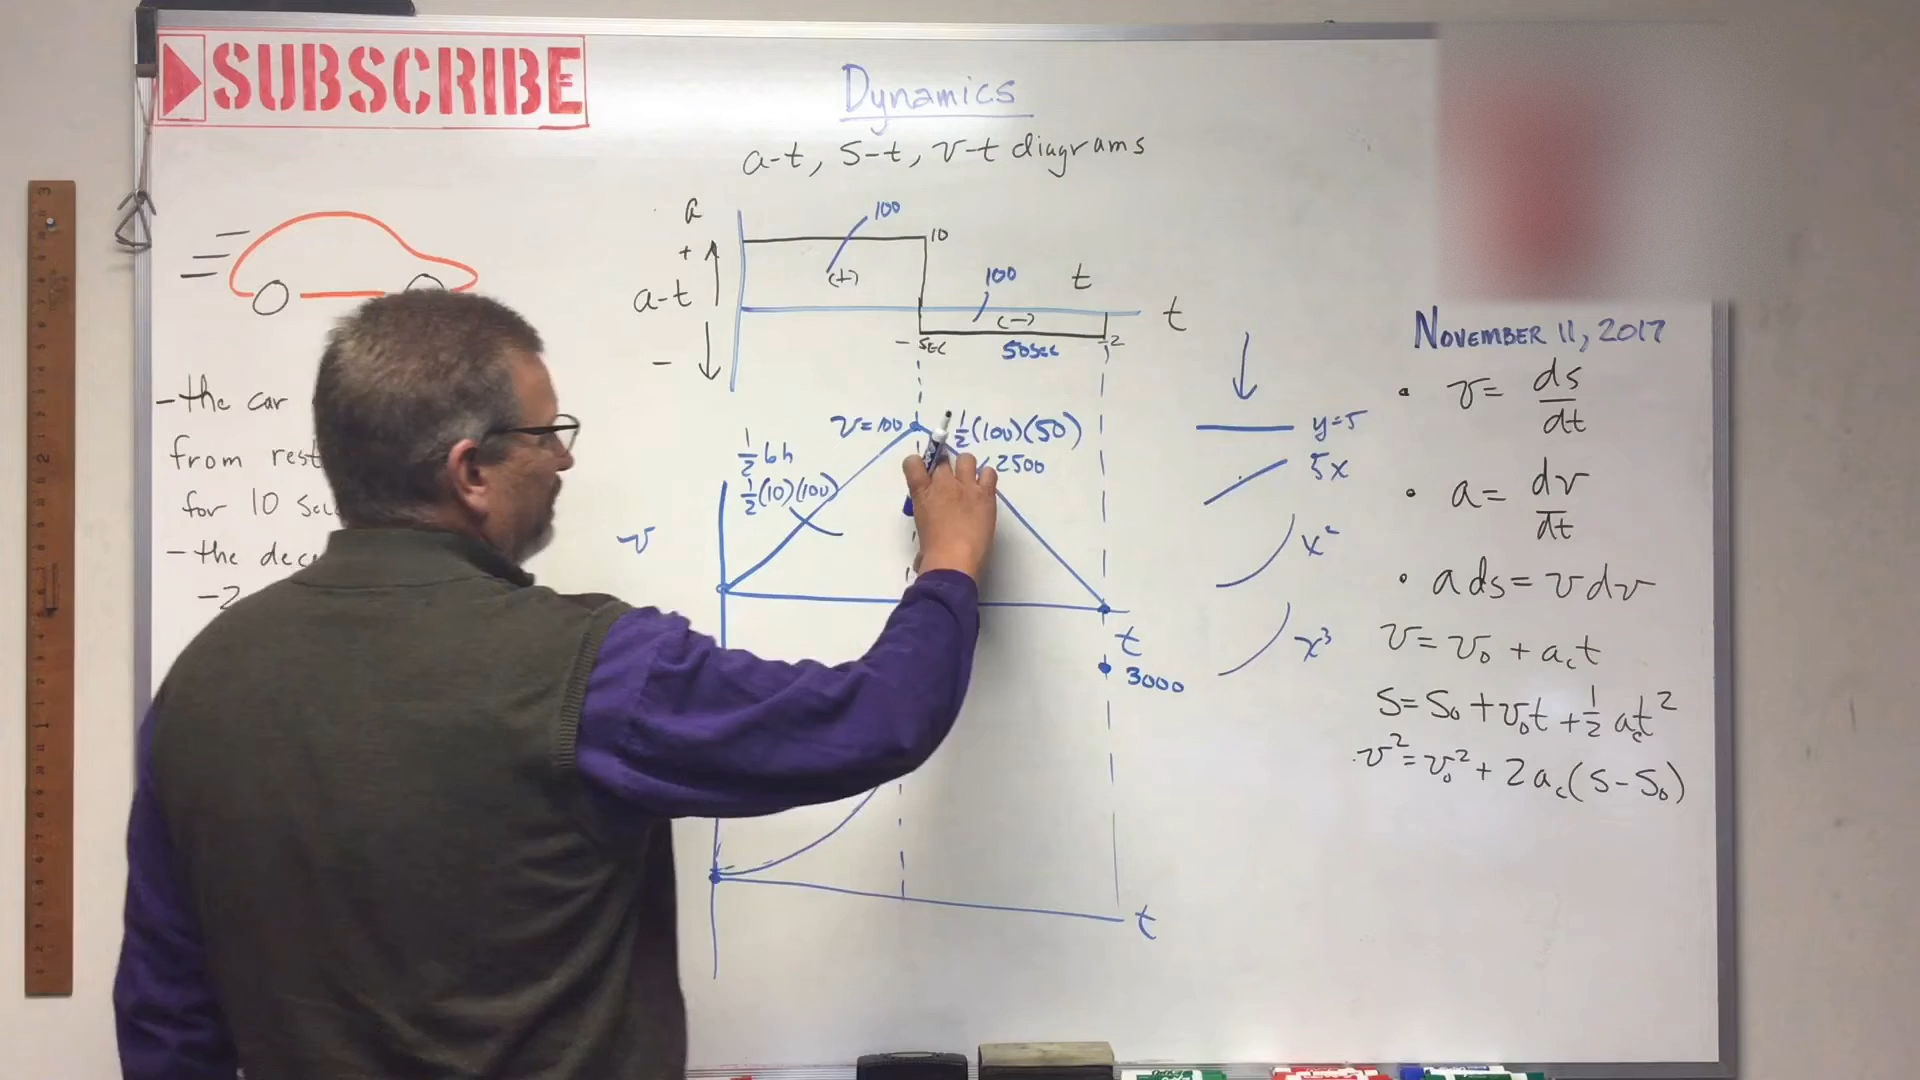 SUBSCRIBE
Dynamics
a-t, s-t, v-t diagrams
a
+
a-t
-
100
10
(+)
100
t
(-)
t
SEC
50SEC
-2
- the car
from rest
for 10
- the dec
-2
v=100
1/2 (100)(50)
2500
1/2 bh
1/2 (10)(100)
v
t
3000
t
y=5
5x
x²
x³
NOVEMBER 11, 2017
• v = ds/dt
• a = dv/dt
• a ds = v dv
v = v₀ + a꜀t
s = s₀ + v₀t + 1/2 a꜀t²
v² = v₀² + 2a꜀(s - s₀)